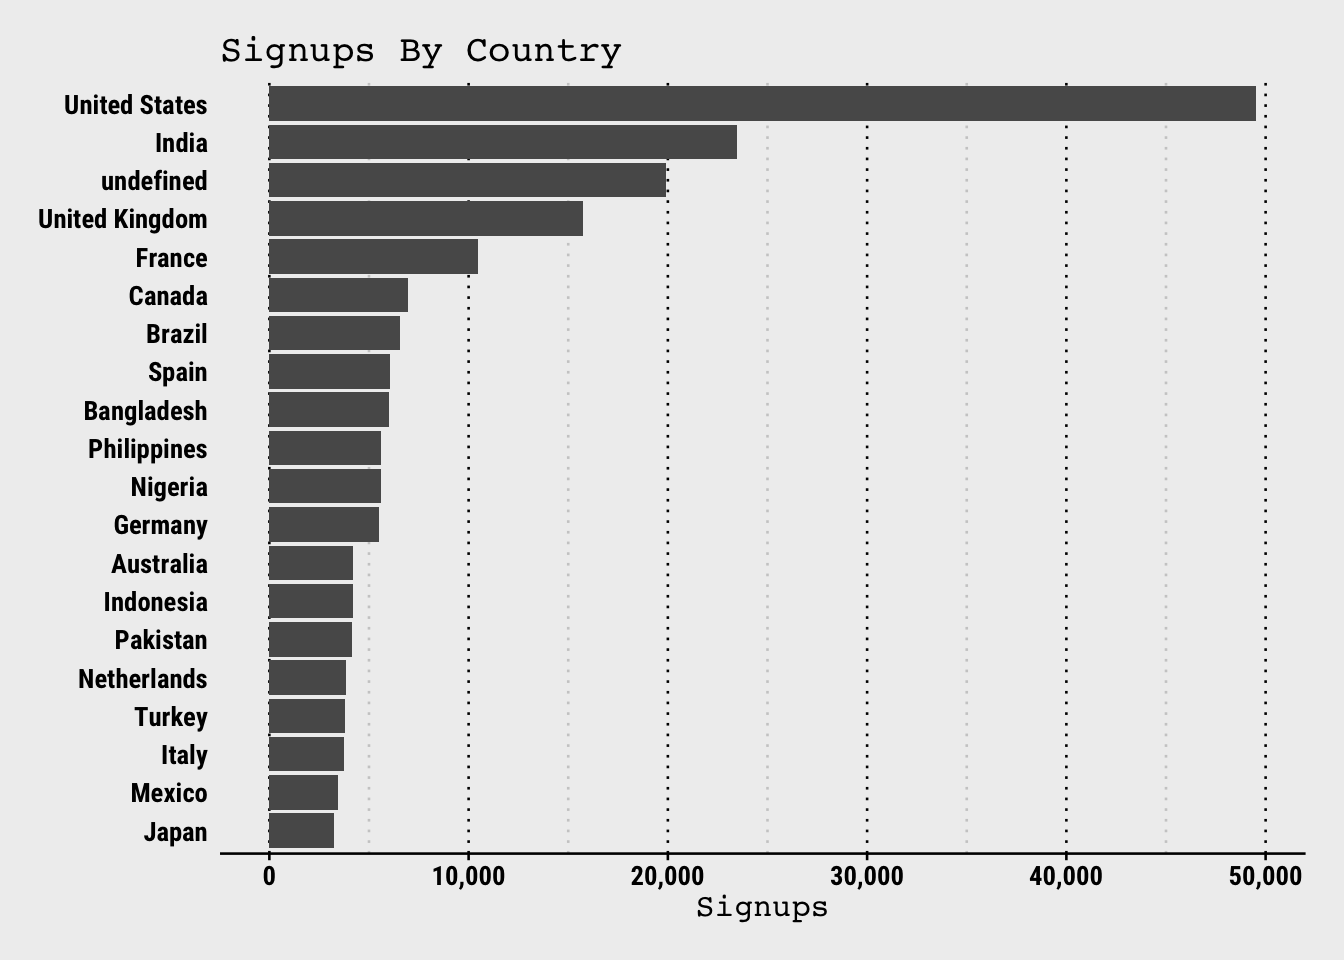 Signups By Country
United States
India
undefined
United Kingdom
France
Canada
Brazil
Spain
Bangladesh
Philippines
Nigeria
Germany
Australia
Indonesia
Pakistan
Netherlands
Turkey
Italy
Mexico
Japan
0 10,000 20,000 30,000 40,000 50,000
Signups